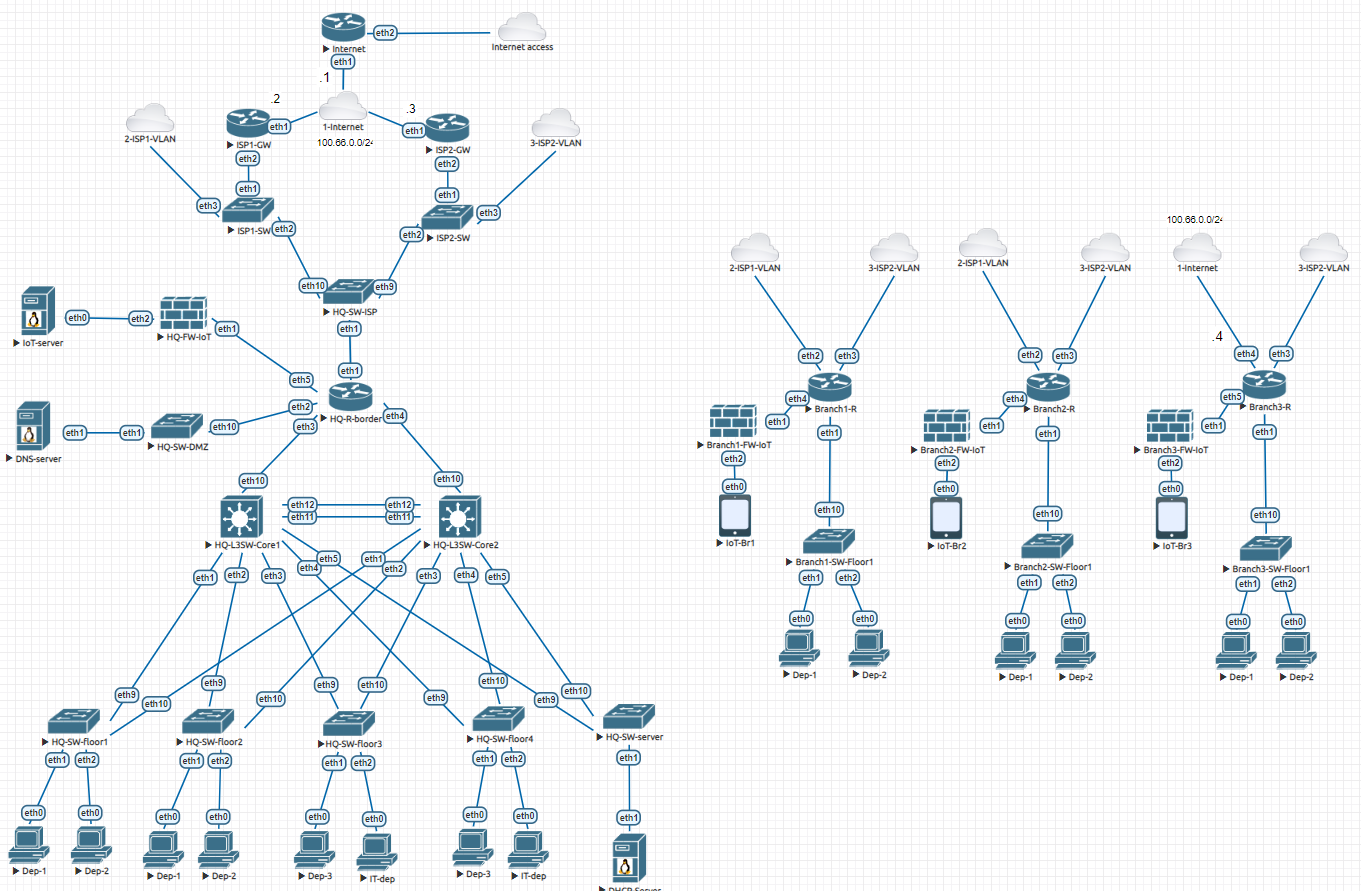 eth2
Internet
Internet access
eth1
.1
.2
.3
1-Internet
100.66.0.0/24
2-ISP1-VLAN
eth1
ISP1-GW
eth2
eth1
ISP2-GW
eth2
3-ISP2-VLAN
eth1
eth3
ISP1-SW
eth2
eth1
eth3
ISP2-SW
eth2
eth10
eth9
HQ-SW-ISP
eth1
eth1
IoT-server
eth0
eth2
HQ-FW-IoT
eth1
eth5
eth2
eth3
HQ-R-border
eth4
DNS-server
eth1
eth1
HQ-SW-DMZ
eth10
eth10
eth10
eth12
eth12
eth11
eth11
HQ-L3SW-Core1
HQ-L3SW-Core2
eth1
eth2
eth3
eth4
eth5
eth1
eth2
eth3
eth4
eth5
eth9
eth10
eth9
eth10
eth9
eth10
eth9
eth10
eth9
eth10
HQ-SW-floor1
HQ-SW-floor2
HQ-SW-floor3
HQ-SW-floor4
HQ-SW-server
eth1
eth2
eth1
eth2
eth1
eth2
eth1
eth2
eth1
eth0
eth0
eth0
eth0
eth0
eth0
eth0
eth0
eth1
Dep-1
Dep-2
Dep-1
Dep-2
Dep-3
IT-dep
Dep-3
IT-dep
DHCP-Server
2-ISP1-VLAN
3-ISP2-VLAN
eth2
eth3
Branch1-R
eth4
eth1
Branch1-FW-IoT
eth1
eth2
eth0
IoT-Br1
eth10
Branch1-SW-Floor1
eth1
eth2
eth0
eth0
Dep-1
Dep-2
2-ISP1-VLAN
3-ISP2-VLAN
eth2
eth3
Branch2-R
eth4
eth1
Branch2-FW-IoT
eth1
eth2
eth0
IoT-Br2
eth10
Branch2-SW-Floor1
eth1
eth2
eth0
eth0
Dep-1
Dep-2
100.66.0.0/24
1-Internet
3-ISP2-VLAN
.4
eth4
eth3
Branch3-R
eth5
eth1
Branch3-FW-IoT
eth1
eth2
eth0
IoT-Br3
eth10
Branch3-SW-Floor1
eth1
eth2
eth0
eth0
Dep-1
Dep-2